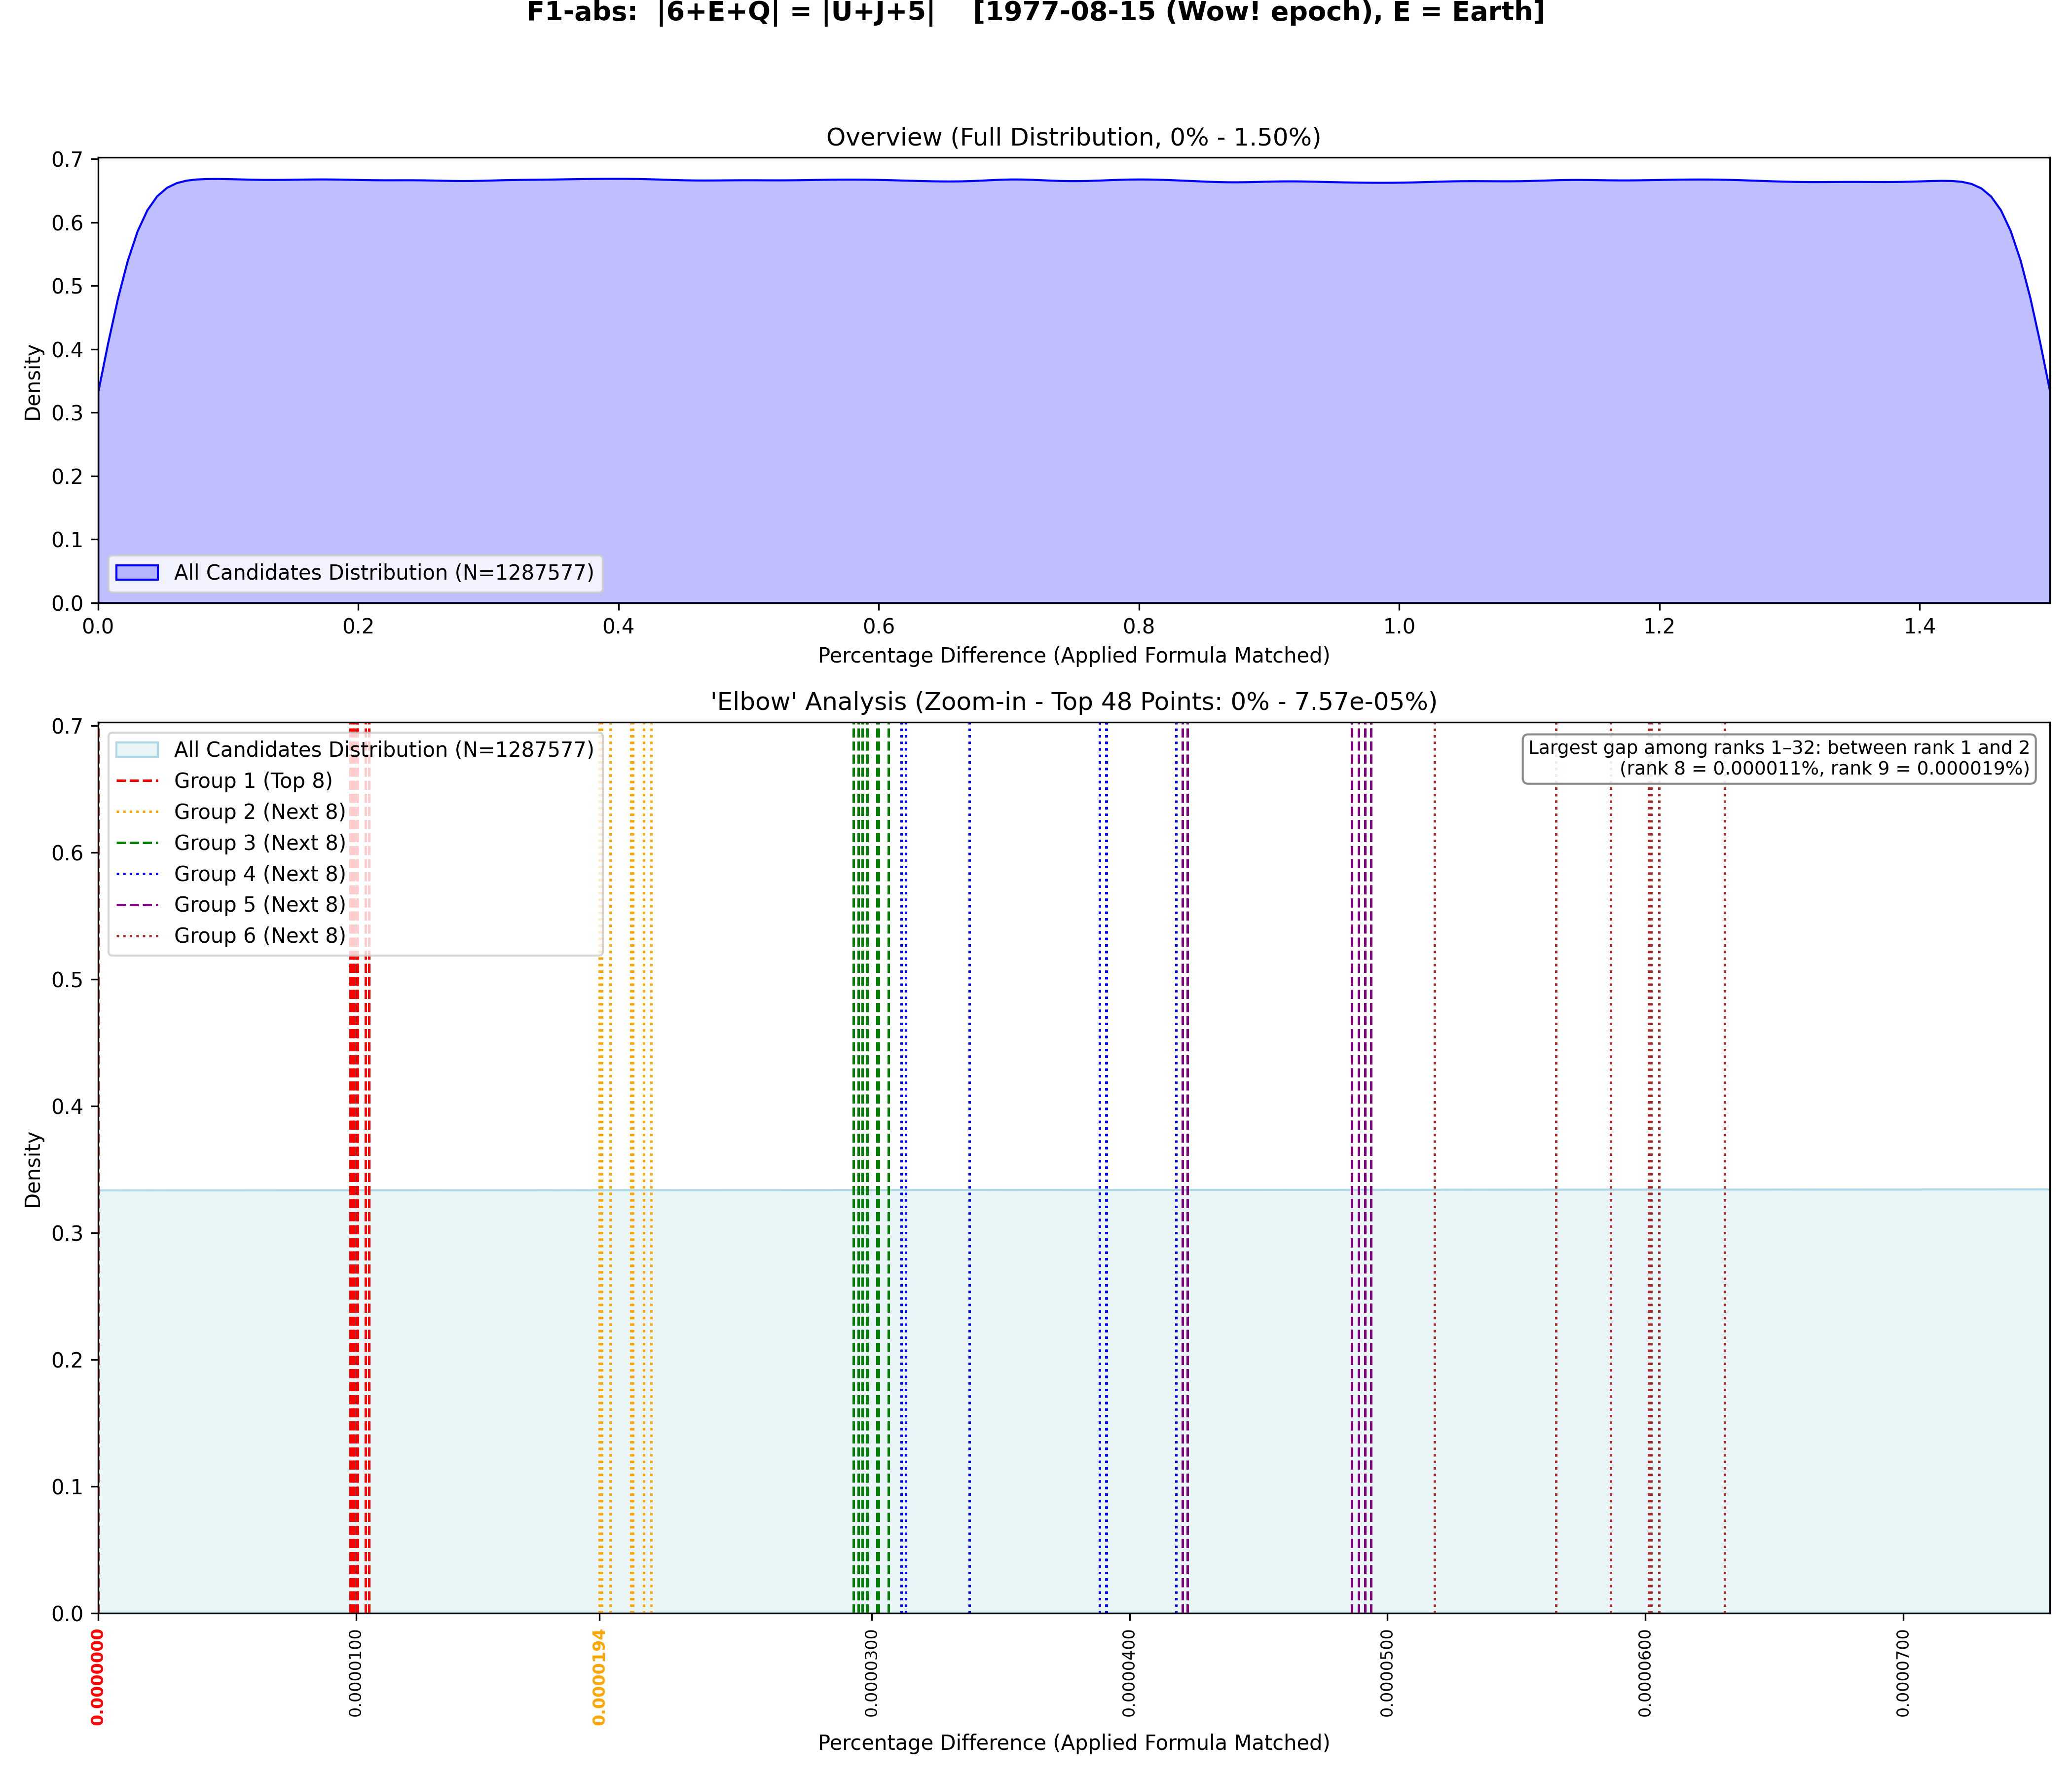 F1-abs:  |6+E+Q| = |U+J+5|    [1977-08-15 (Wow! epoch), E = Earth]
Overview (Full Distribution, 0% - 1.50%)
0.7
0.6
0.5
0.4
0.3
0.2
0.1
0.0
Density
All Candidates Distribution (N=1287577)
0.0 0.2 0.4 0.6 0.8 1.0 1.2 1.4
Percentage Difference (Applied Formula Matched)
'Elbow' Analysis (Zoom-in - Top 48 Points: 0% - 7.57e-05%)
0.7
0.6
0.5
0.4
0.3
0.2
0.1
0.0
Density
All Candidates Distribution (N=1287577)
Group 1 (Top 8)
Group 2 (Next 8)
Group 3 (Next 8)
Group 4 (Next 8)
Group 5 (Next 8)
Group 6 (Next 8)
Largest gap among ranks 1–32: between rank 1 and 2
(rank 8 = 0.000011%, rank 9 = 0.000019%)
0.0000000 0.0000100 0.0000194 0.0000300 0.0000400 0.0000500 0.0000600 0.0000700
Percentage Difference (Applied Formula Matched)